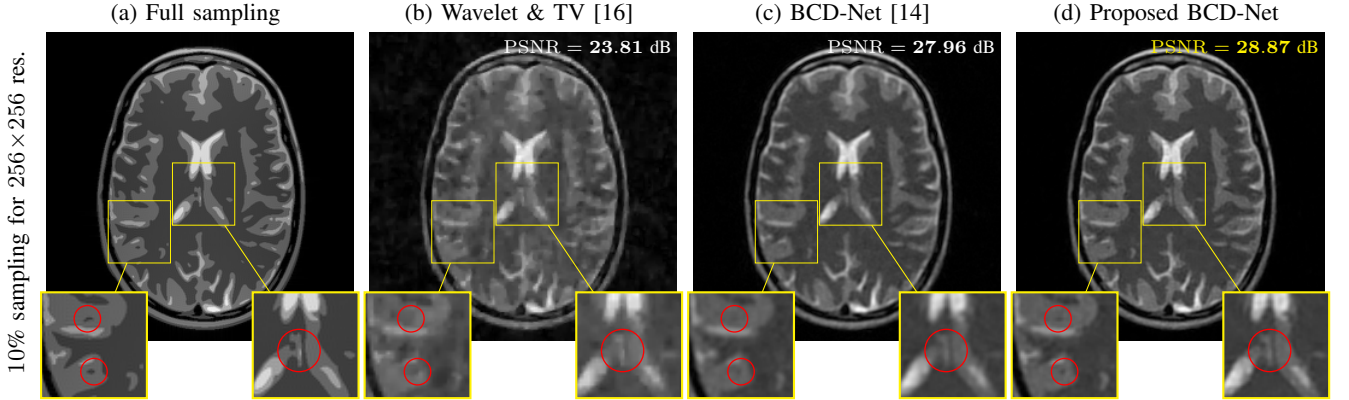 (a) Full sampling
(b) Wavelet & TV [16]
(c) BCD-Net [14]
(d) Proposed BCD-Net
10% sampling for 256×256 res.
PSNR = 23.81 dB
PSNR = 27.96 dB
PSNR = 28.87 dB